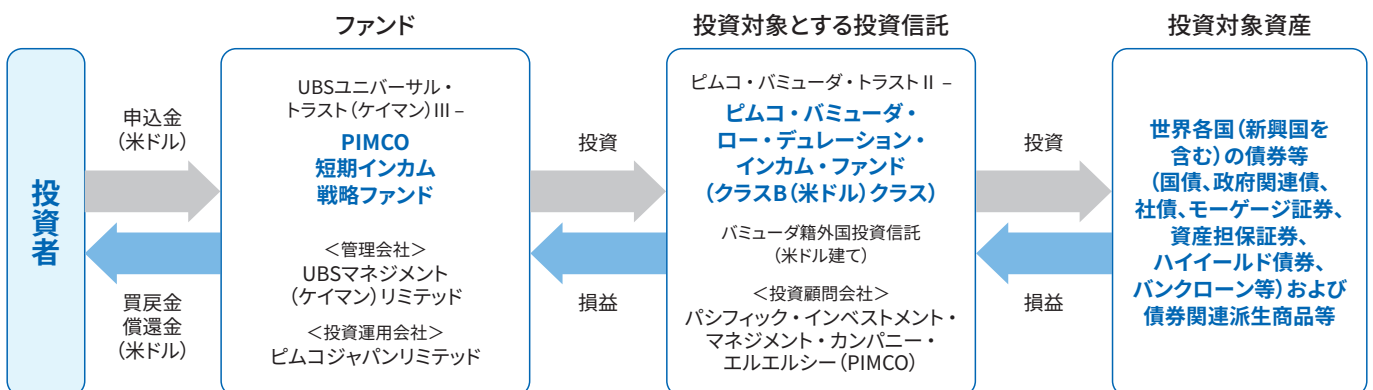 ファンド
投資対象とする投資信託
投資対象資産
投資者
申込金
（米ドル）
買戻金
償還金
（米ドル）
UBSユニバーサル・
トラスト（ケイマン）III –
PIMCO
短期インカム
戦略ファンド
＜管理会社＞
UBSマネジメント
（ケイマン）リミテッド
＜投資運用会社＞
ピムコジャパンリミテッド
投資
損益
ピムコ・バミューダ・トラストⅡ –
ピムコ・バミューダ・
ロー・デュレーション・
インカム・ファンド
（クラスB（米ドル）クラス）
バミューダ籍外国投資信託
（米ドル建て）
＜投資顧問会社＞
パシフィック・インベストメント・
マネジメント・カンパニー・
エルエルシー（PIMCO）
投資
損益
世界各国（新興国を
含む）の債券等
（国債、政府関連債、
社債、モーゲージ証券、
資産担保証券、
ハイイールド債券、
バンクローン等）および
債券関連派生商品等